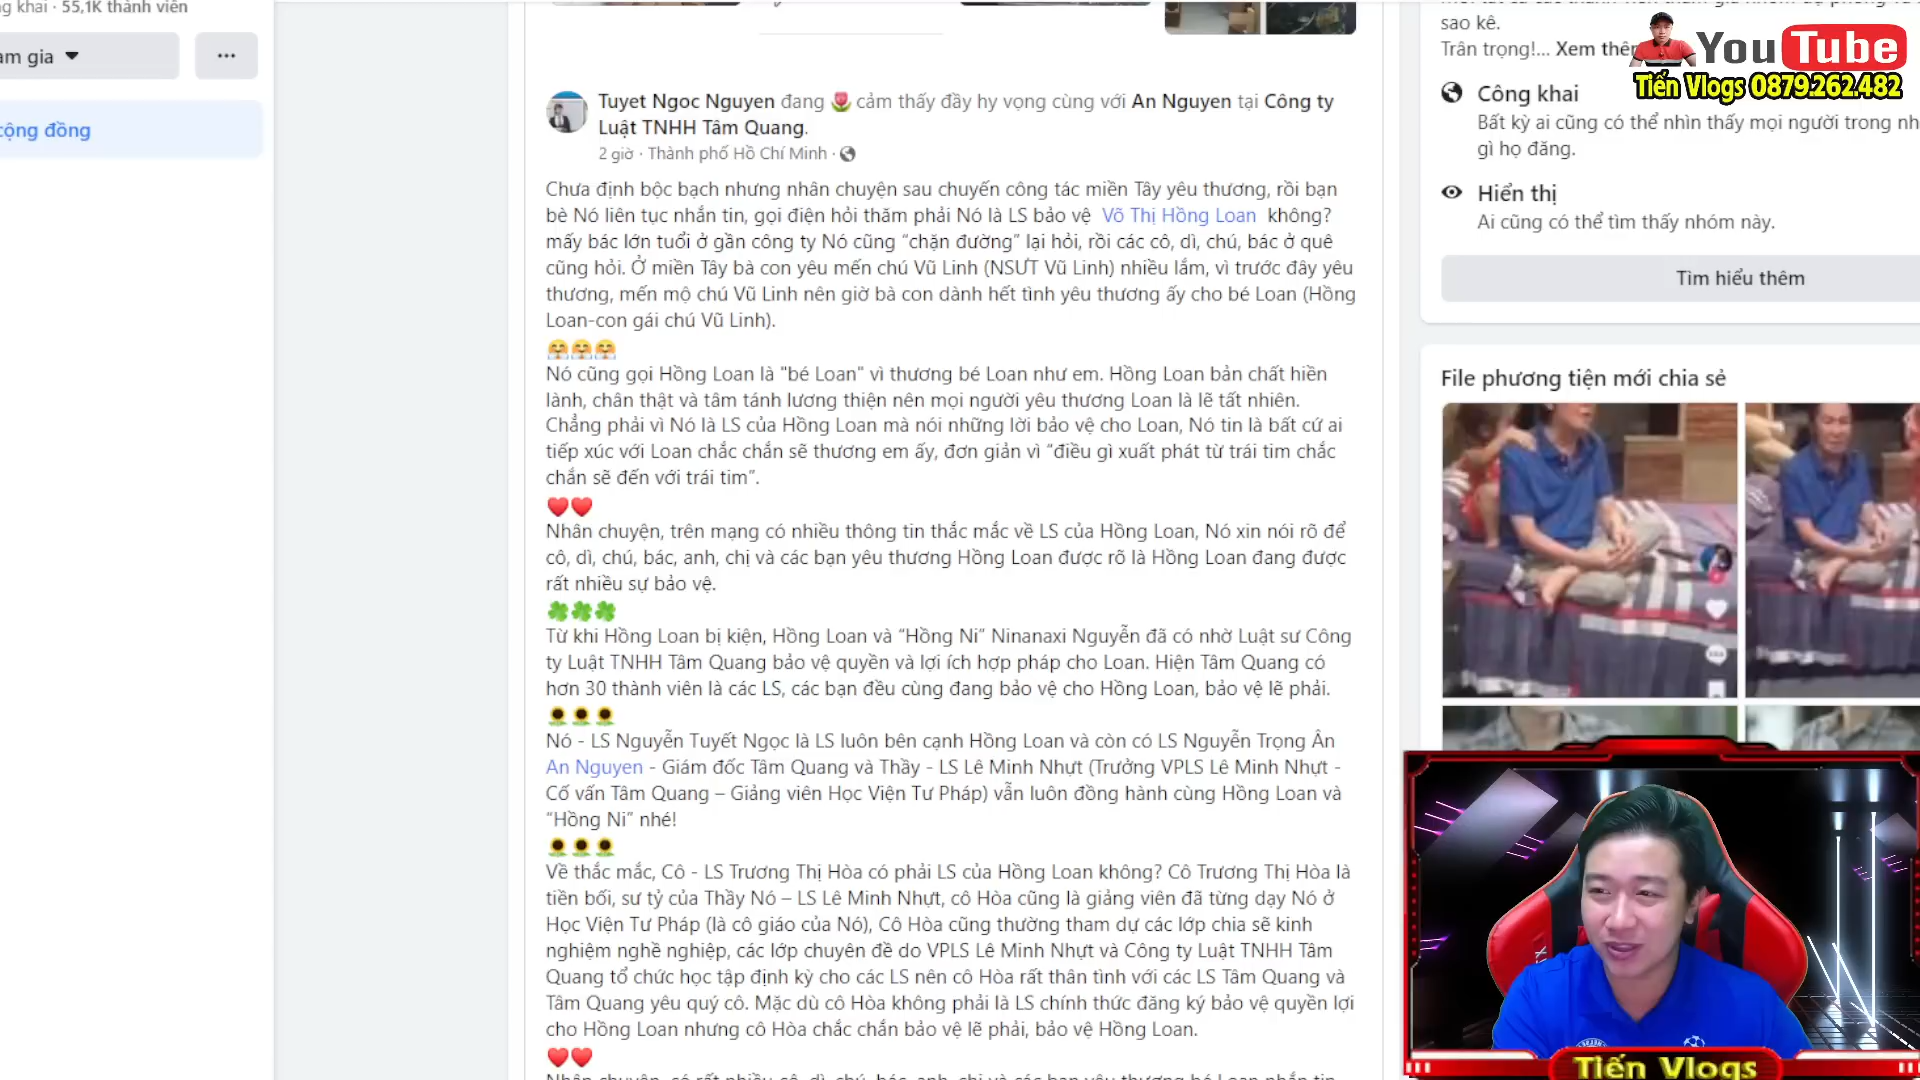 khai · 55,1K thành viên
gia
cộng đồng
Tuyet Ngoc Nguyen đang 🌷 cảm thấy đầy hy vọng cùng với An Nguyen tại Công ty
Luật TNHH Tâm Quang.
2 giờ · Thành phố Hồ Chí Minh ·
Chưa định bộc bạch nhưng nhân chuyện sau chuyến công tác miền Tây yêu thương, rồi bạn
bè Nó liên tục nhắn tin, gọi điện hỏi thăm phải Nó là LS bảo vệ Võ Thị Hồng Loan không?
mấy bác lớn tuổi ở gần công ty Nó cũng “chặn đường” lại hỏi, rồi các cô, dì, chú, bác ở quê
cũng hỏi. Ở miền Tây bà con yêu mến chú Vũ Linh (NSƯT Vũ Linh) nhiều lắm, vì trước đây yêu
thương, mến mộ chú Vũ Linh nên giờ bà con dành hết tình yêu thương ấy cho bé Loan (Hồng
Loan-con gái chú Vũ Linh).
🤗🤗🤗
Nó cũng gọi Hồng Loan là "bé Loan" vì thương bé Loan như em. Hồng Loan bản chất hiền
lành, chân thật và tâm tánh lương thiện nên mọi người yêu thương Loan là lẽ tất nhiên.
Chẳng phải vì Nó là LS của Hồng Loan mà nói những lời bảo vệ cho Loan, Nó tin là bất cứ ai
tiếp xúc với Loan chắc chắn sẽ thương em ấy, đơn giản vì “điều gì xuất phát từ trái tim chắc
chắn sẽ đến với trái tim”.
❤️❤️
Nhân chuyện, trên mạng có nhiều thông tin thắc mắc về LS của Hồng Loan, Nó xin nói rõ để
cô, dì, chú, bác, anh, chị và các bạn yêu thương Hồng Loan được rõ là Hồng Loan đang được
rất nhiều sự bảo vệ.
🍀🍀🍀
Từ khi Hồng Loan bị kiện, Hồng Loan và “Hồng Ni” Ninanaxi Nguyễn đã có nhờ Luật sư Công
ty Luật TNHH Tâm Quang bảo vệ quyền và lợi ích hợp pháp cho Loan. Hiện Tâm Quang có
hơn 30 thành viên là các LS, các bạn đều cùng đang bảo vệ cho Hồng Loan, bảo vệ lẽ phải.
🌻🌻🌻
Nó - LS Nguyễn Tuyết Ngọc là LS luôn bên cạnh Hồng Loan và còn có LS Nguyễn Trọng Ân
An Nguyen - Giám đốc Tâm Quang và Thầy - LS Lê Minh Nhựt (Trưởng VPLS Lê Minh Nhựt -
Cố vấn Tâm Quang – Giảng viên Học Viện Tư Pháp) vẫn luôn đồng hành cùng Hồng Loan và
“Hồng Ni” nhé!
🌻🌻🌻
Về thắc mắc, Cô - LS Trương Thị Hòa có phải LS của Hồng Loan không? Cô Trương Thị Hòa là
tiền bối, sư tỷ của Thầy Nó – LS Lê Minh Nhựt, cô Hòa cũng là giảng viên đã từng dạy Nó ở
Học Viện Tư Pháp (là cô giáo của Nó), Cô Hòa cũng thường tham dự các lớp chia sẽ kinh
nghiệm nghề nghiệp, các lớp chuyên đề do VPLS Lê Minh Nhựt và Công ty Luật TNHH Tâm
Quang tổ chức học tập định kỳ cho các LS nên cô Hòa rất thân tình với các LS Tâm Quang và
Tâm Quang yêu quý cô. Mặc dù cô Hòa không phải là LS chính thức đăng ký bảo vệ quyền lợi
cho Hồng Loan nhưng cô Hòa chắc chắn bảo vệ lẽ phải, bảo vệ Hồng Loan.
❤️❤️
sao kê.
Trân trọng!... Xem thêm
YouTube
Tiến Vlogs 0879.262.482
Công khai
Bất kỳ ai cũng có thể nhìn thấy mọi người trong
gì họ đăng.
Hiển thị
Ai cũng có thể tìm thấy nhóm này.
Tìm hiểu thêm
File phương tiện mới chia sẻ
Tiến Vlogs